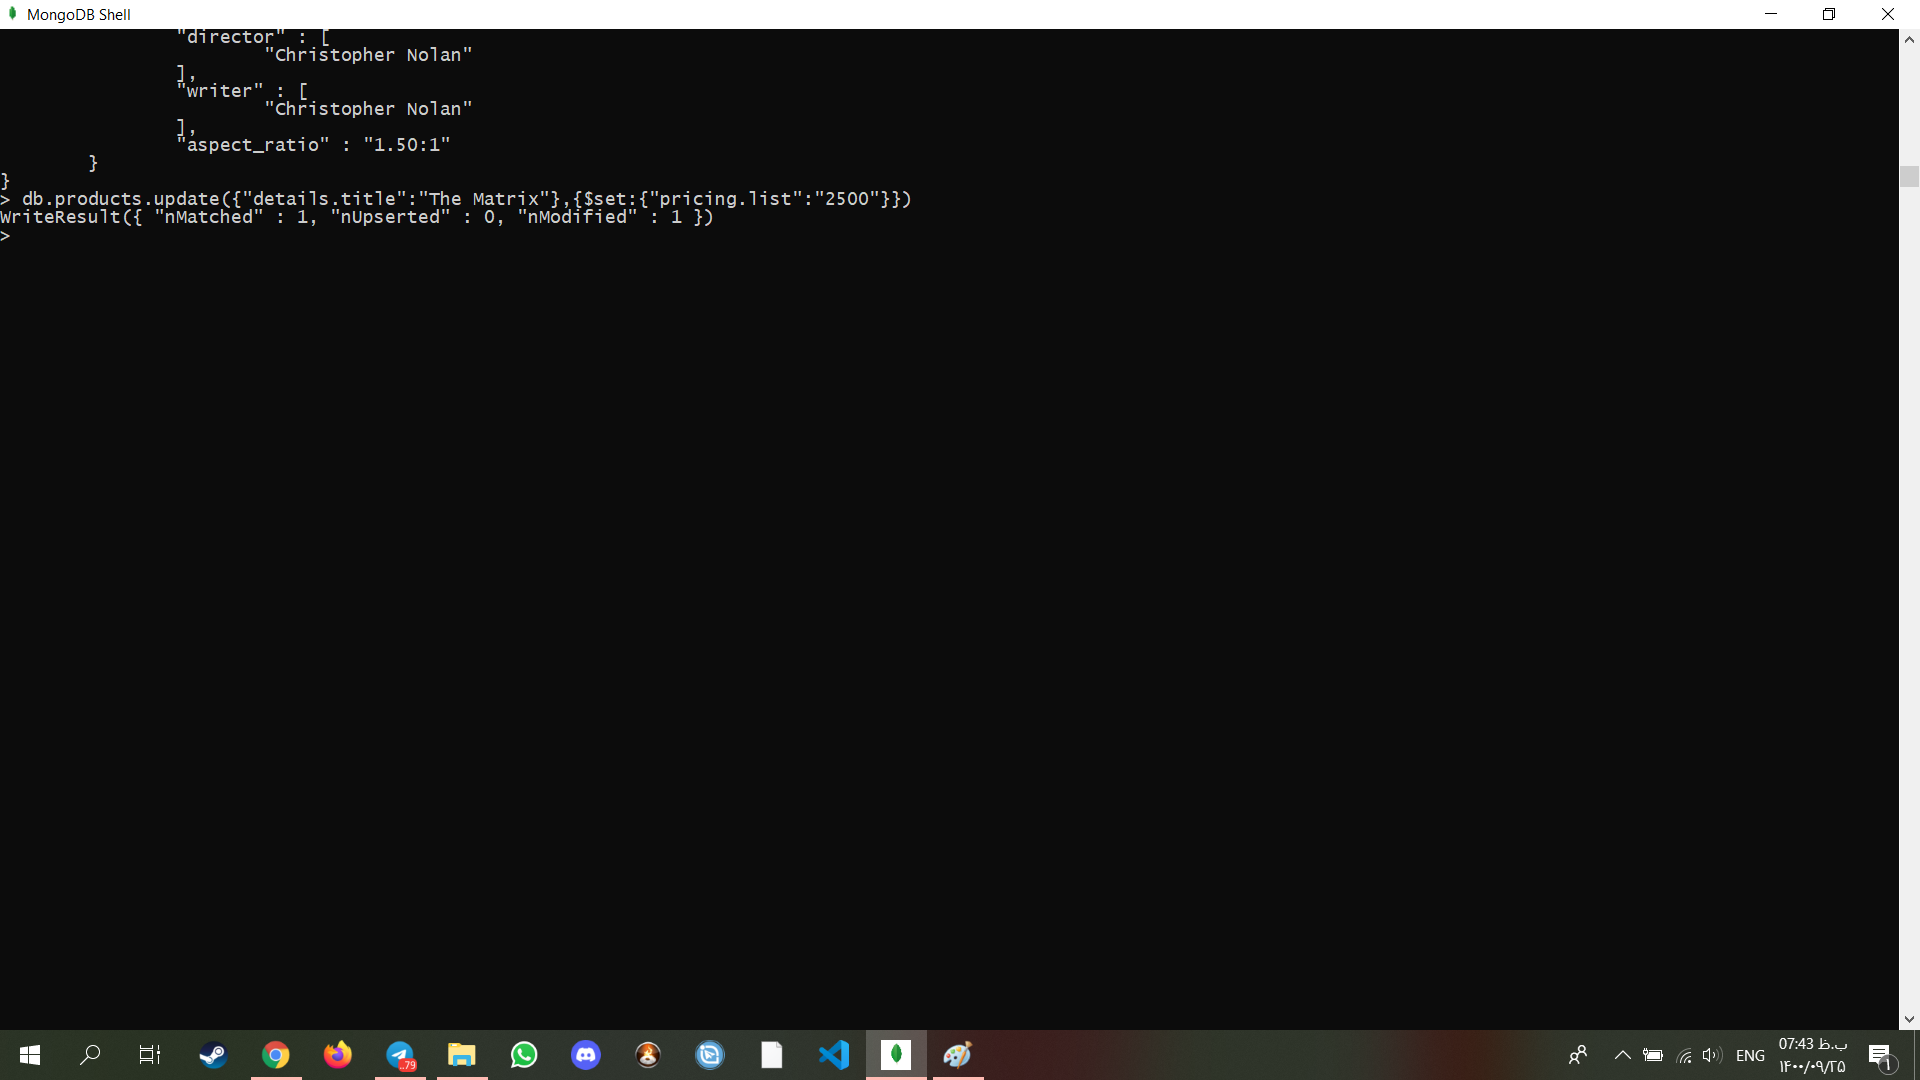 MongoDB Shell
"director" : [
"Christopher Nolan"
],
"writer" : [
"Christopher Nolan"
],
"aspect_ratio" : "1.50:1"
}
}
> db.products.update({"details.title":"The Matrix"},{$set:{"pricing.list":"2500"}})
WriteResult({ "nMatched" : 1, "nUpserted" : 0, "nModified" : 1 })
>
..79
ENG
07:43 ب.ظ
۱۴۰۰/۰۹/۲۵
۱